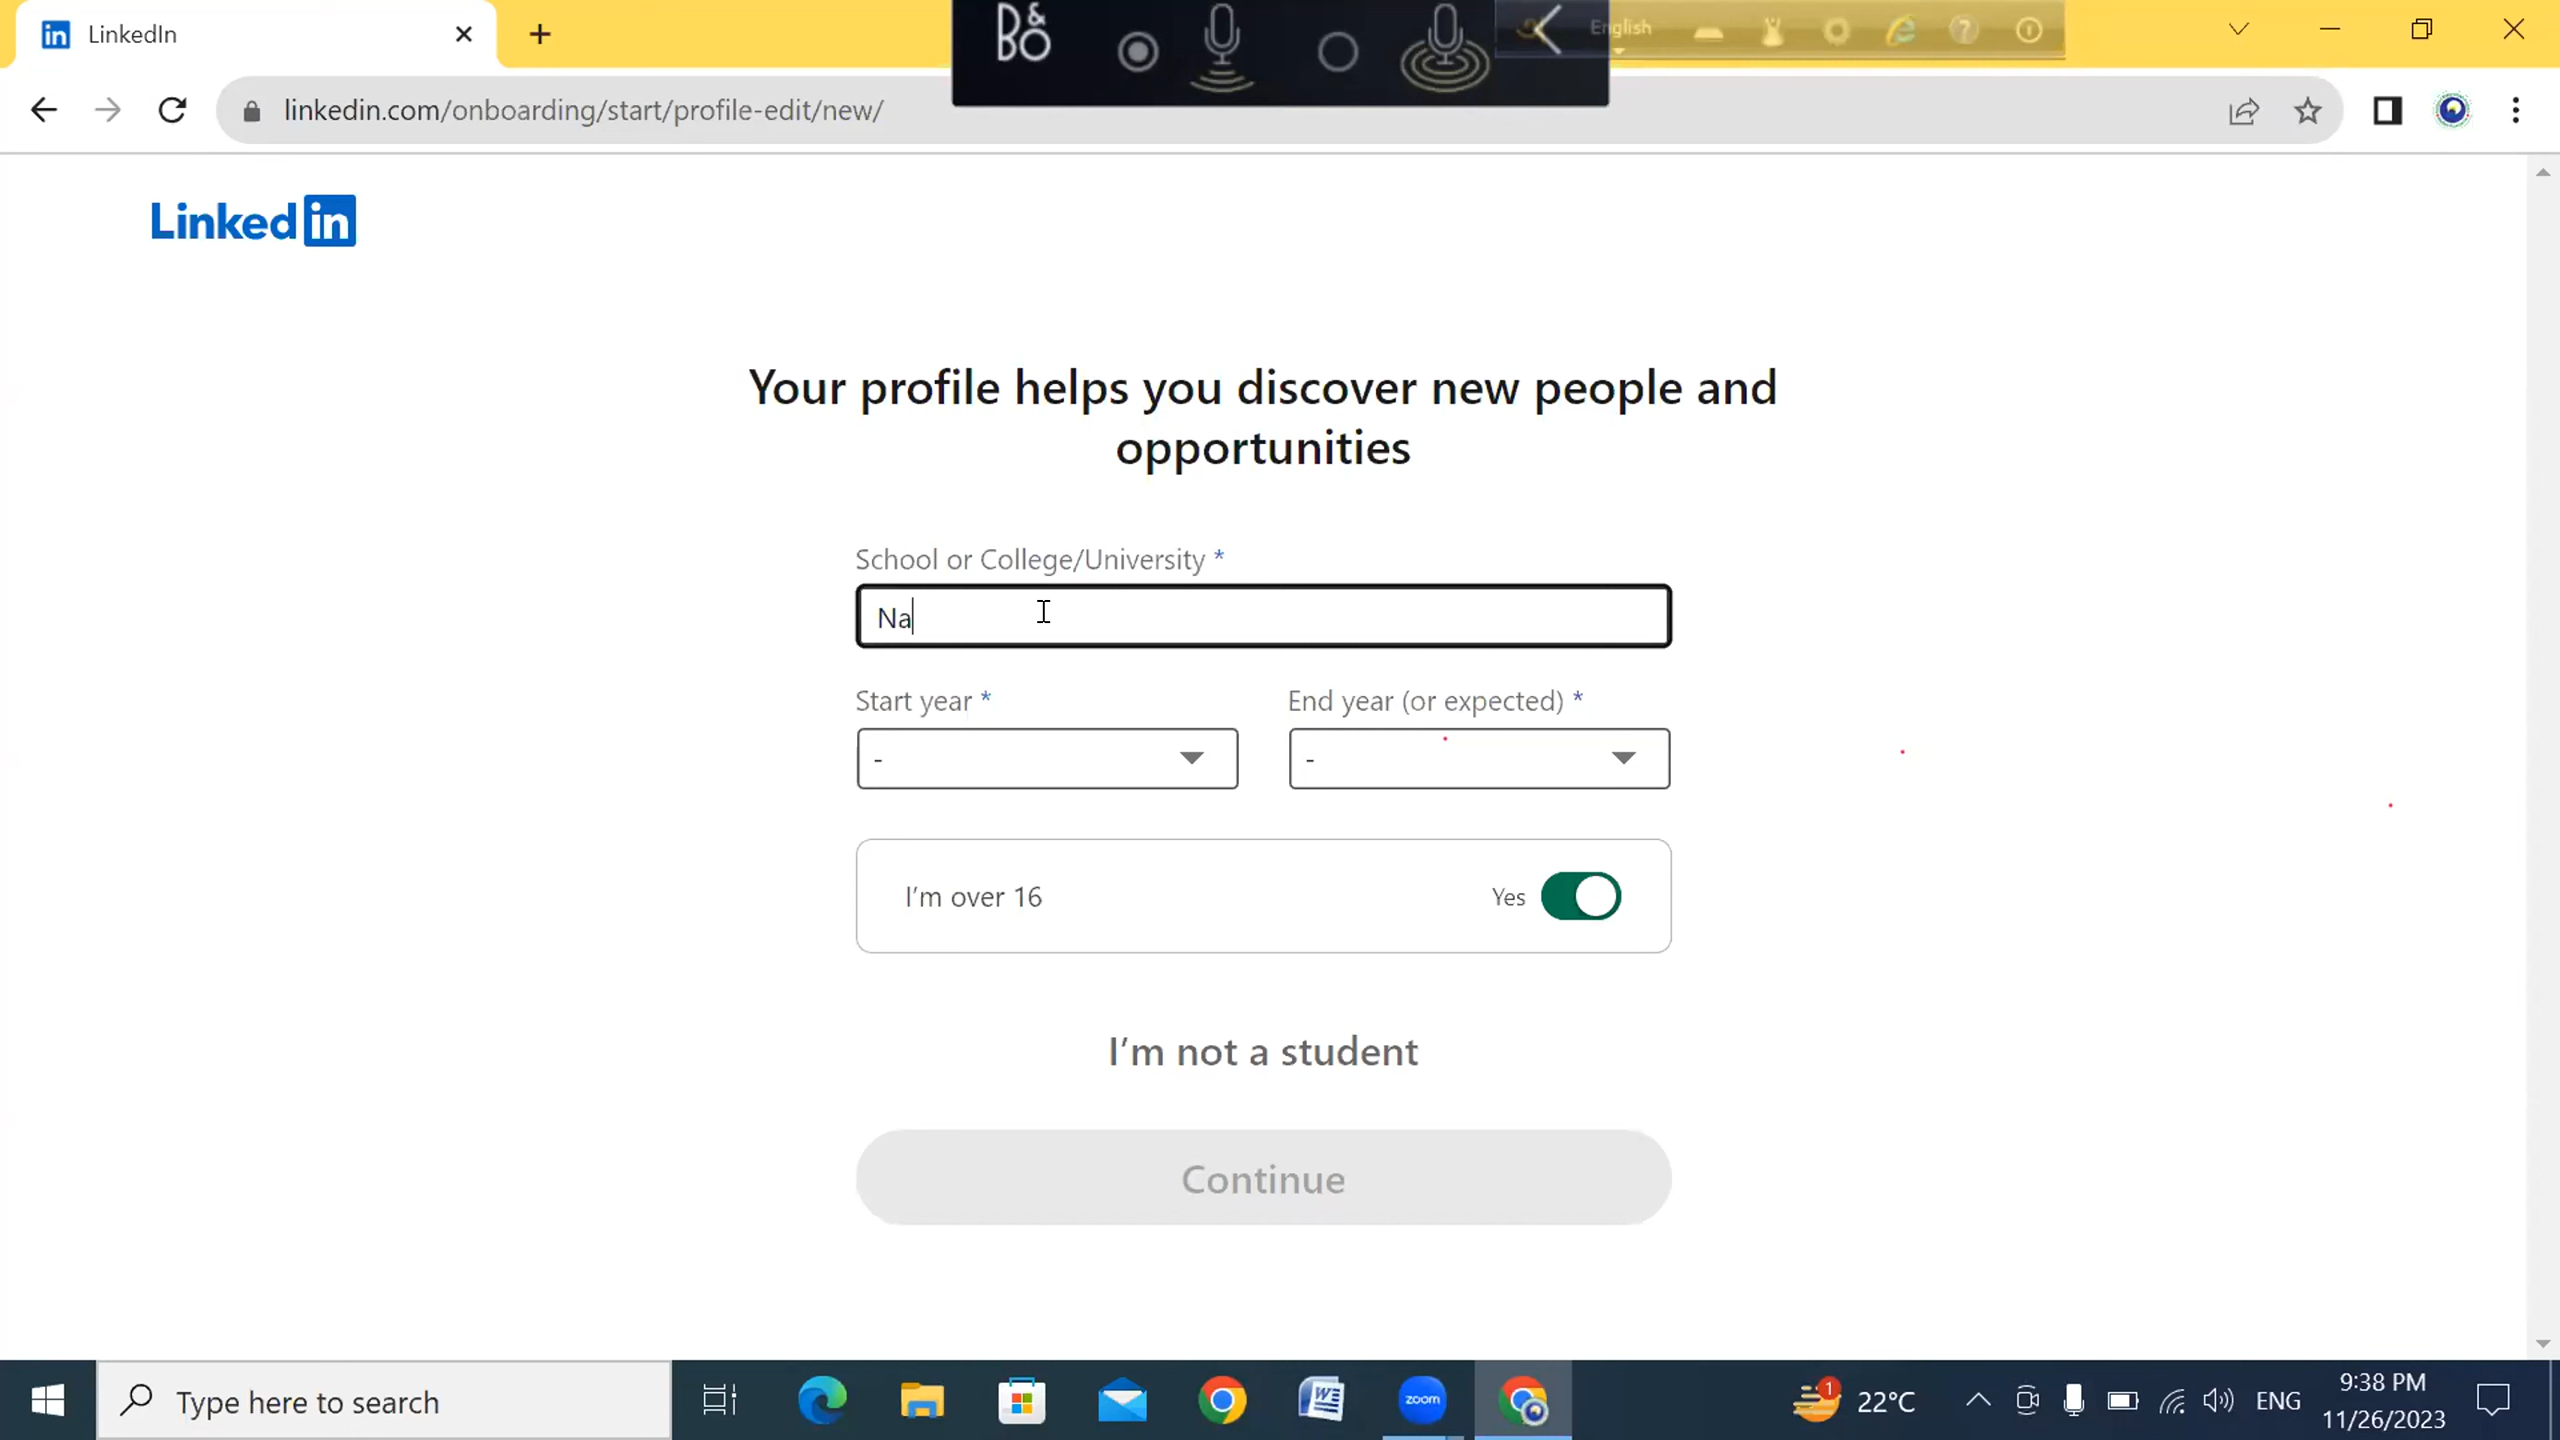 LinkedIn
B&O
English
linkedin.com/onboarding/start/profile-edit/new/
Linkedin
Your profile helps you discover new people and
opportunities
School or College/University *
Na
Start year *
End year (or expected) *
-
-
I'm over 16
Yes
I'm not a student
Continue
Type here to search
zoom
1
22°C
ENG
9:38 PM
11/26/2023